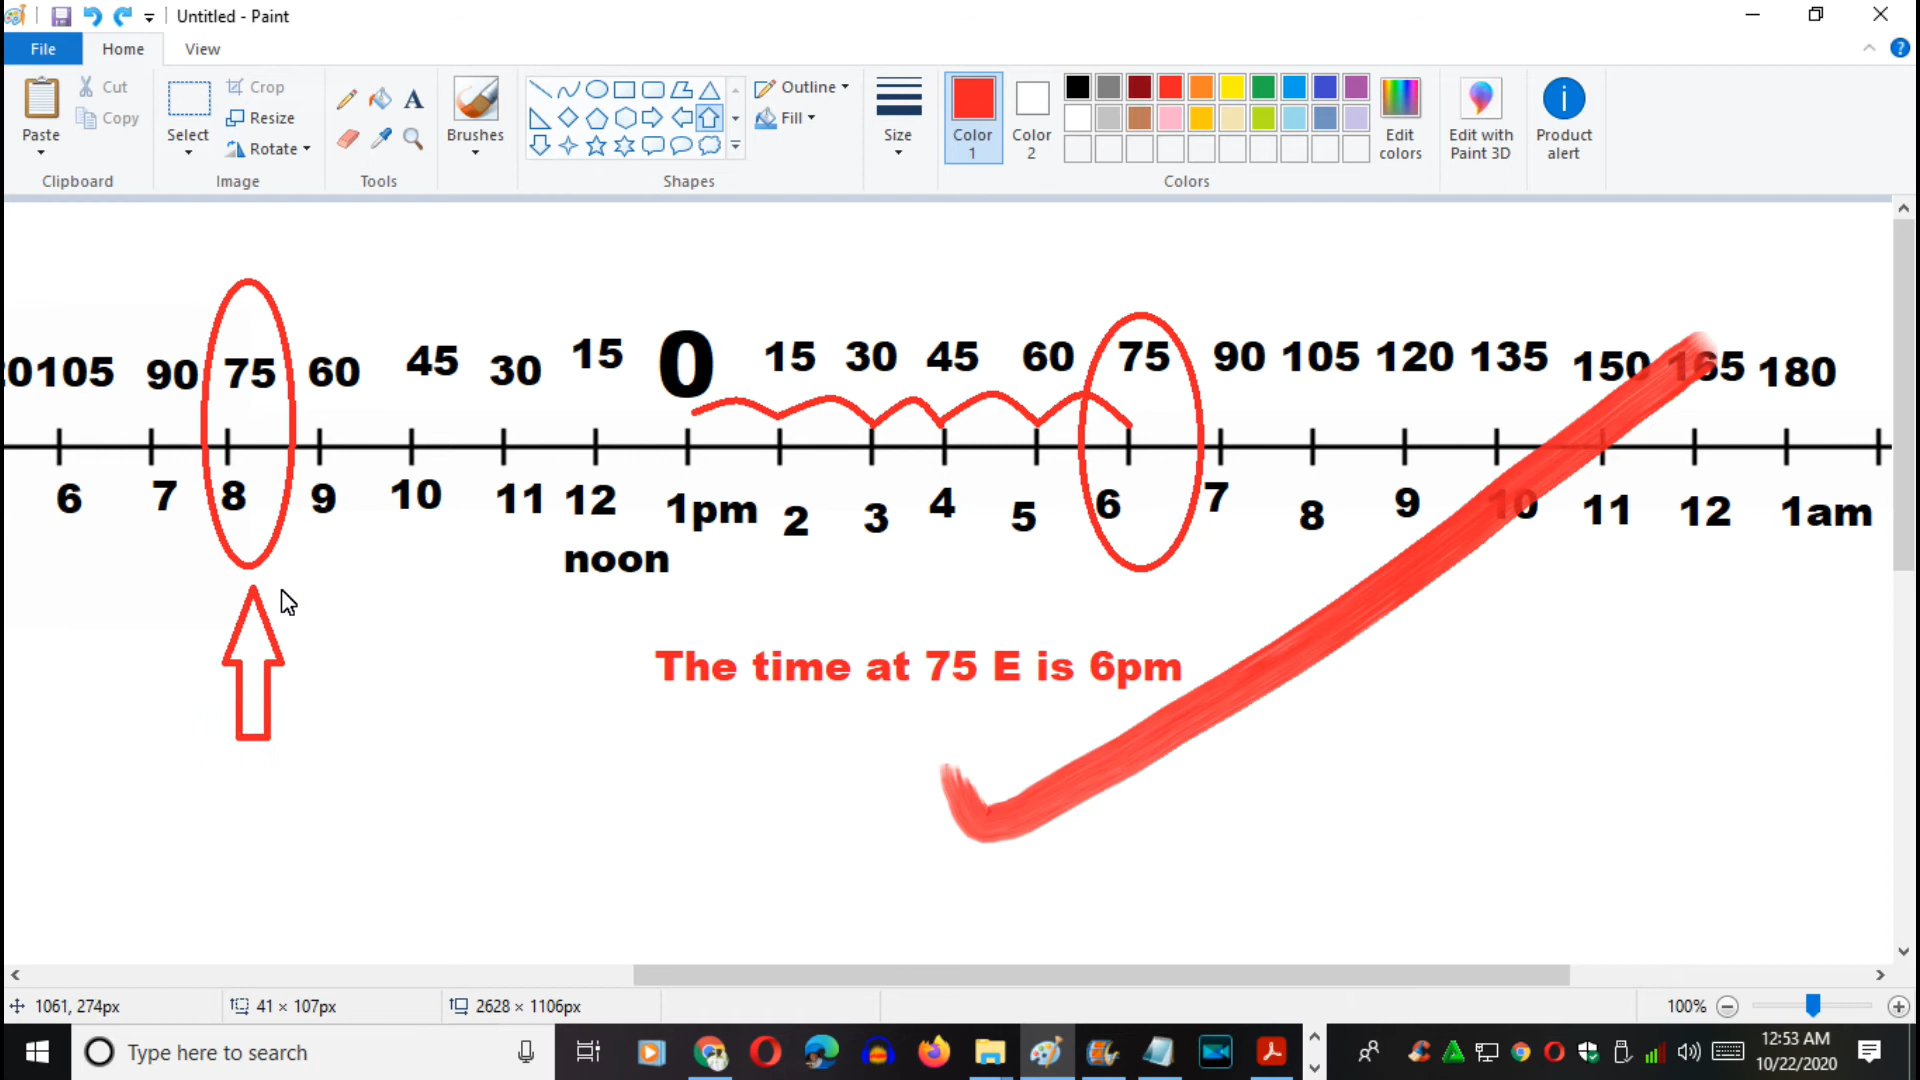 Untitled - Paint
File Home View
Paste
Cut
Copy
Clipboard
Select
Crop
Resize
Rotate
Image
Tools
Brushes
Shapes
Outline
Fill
Size
Color 1
Color 2
Edit colors
Colors
Edit with Paint 3D
Product alert
20 105 90 75 60 45 30 15 0 15 30 45 60 75 90 105 120 135 150 165 180
6 7 8 9 10 11 12 1pm 2 3 4 5 6 7 8 9 10 11 12 1am
noon
The time at 75 E is 6pm
1061, 274px
41 × 107px
2628 × 1106px
100%
Type here to search
12:53 AM
10/22/2020